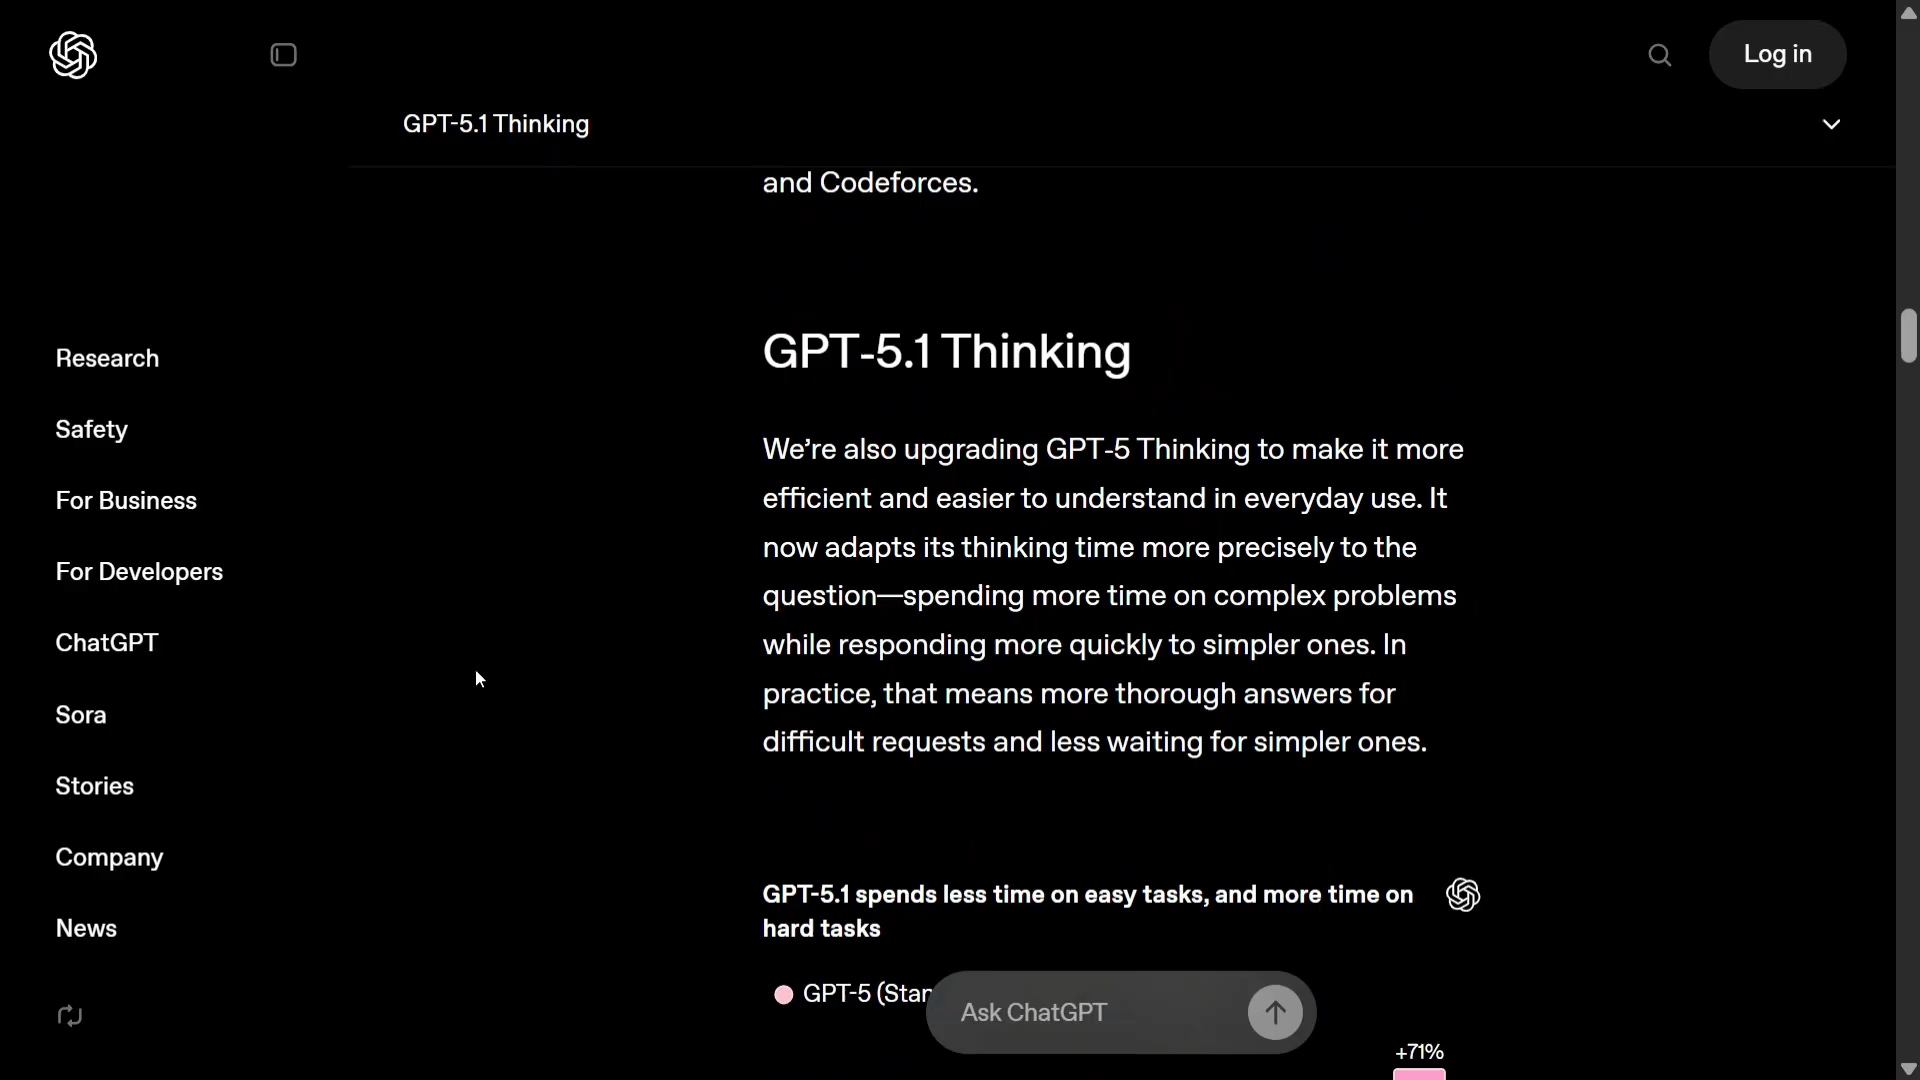 Log in
GPT-5.1 Thinking
and Codeforces.
Research
Safety
For Business
For Developers
ChatGPT
Sora
Stories
Company
News
GPT-5.1 Thinking
We’re also upgrading GPT-5 Thinking to make it more
efficient and easier to understand in everyday use. It
now adapts its thinking time more precisely to the
question—spending more time on complex problems
while responding more quickly to simpler ones. In
practice, that means more thorough answers for
difficult requests and less waiting for simpler ones.
GPT-5.1 spends less time on easy tasks, and more time on
hard tasks
GPT-5 (Stan
Ask ChatGPT
+71%